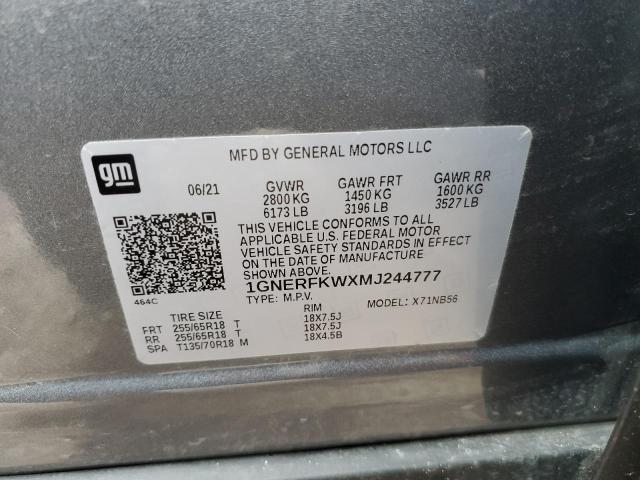 gm
MFD BY GENERAL MOTORS LLC
06/21 GVWR GAWR FRT GAWR RR
2800 KG 1450 KG 1600 KG
6173 LB 3196 LB 3527 LB
THIS VEHICLE CONFORMS TO ALL
APPLICABLE U.S. FEDERAL MOTOR
VEHICLE SAFETY STANDARDS IN EFFECT
ON THE DATE OF MANUFACTURE
SHOWN ABOVE.
1GNERFKWXMJ244777
464C TYPE: M.P.V. MODEL: X71NB56
TIRE SIZE RIM
FRT 255/65R18 T 18X7.5J
RR 255/65R18 T 18X7.5J
SPA T135/70R18 M 18X4.5B